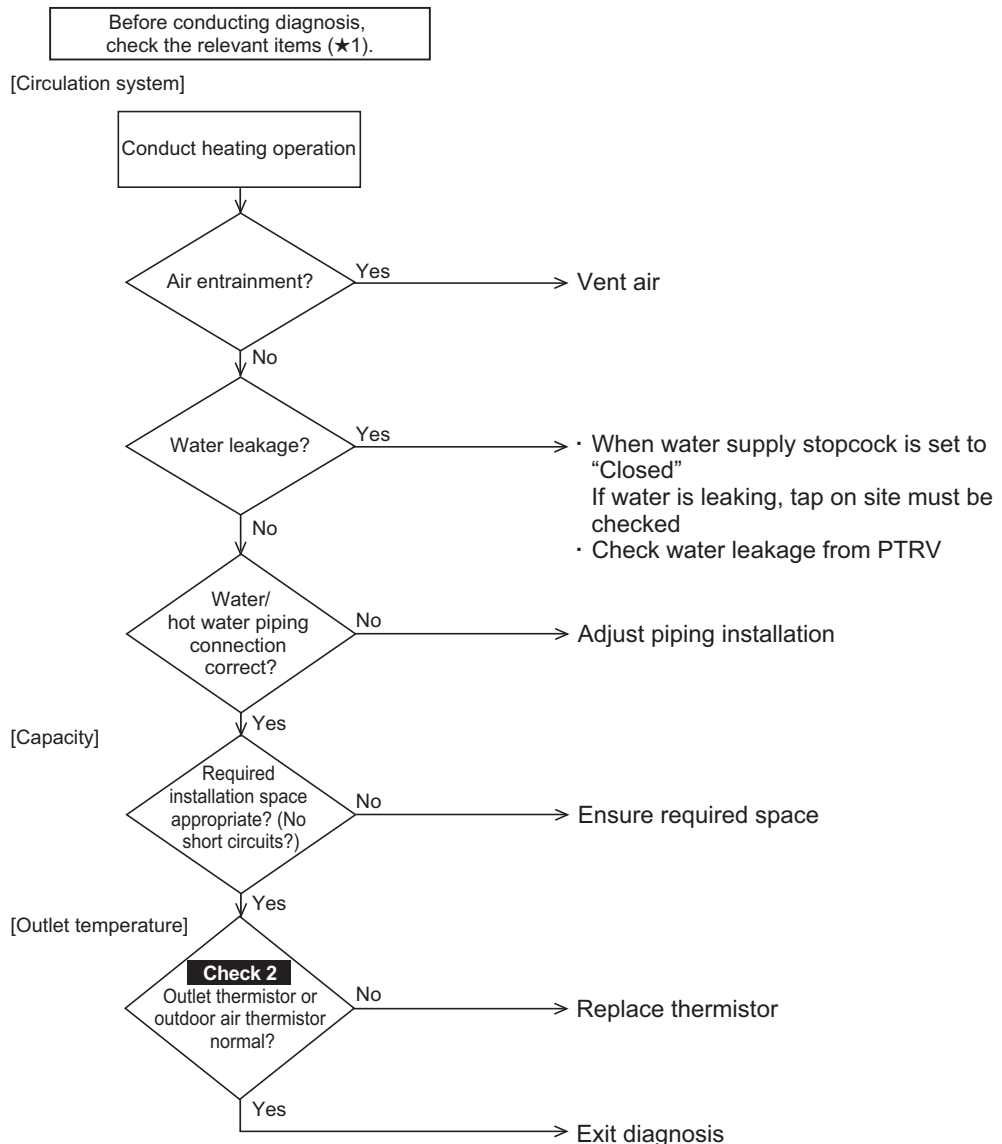 Before conducting diagnosis,
check the relevant items (★1).
[Circulation system]
Conduct heating operation
Air entrainment?
Yes
Vent air
No
Water leakage?
Yes
· When water supply stopcock is set to
“Closed”
If water is leaking, tap on site must be
checked
· Check water leakage from PTRV
No
Water/
hot water piping
connection
correct?
No
Adjust piping installation
Yes
[Capacity]
Required
installation space
appropriate? (No
short circuits?)
No
Ensure required space
Yes
[Outlet temperature]
Check 2
Outlet thermistor or
outdoor air thermistor
normal?
No
Replace thermistor
Yes
Exit diagnosis